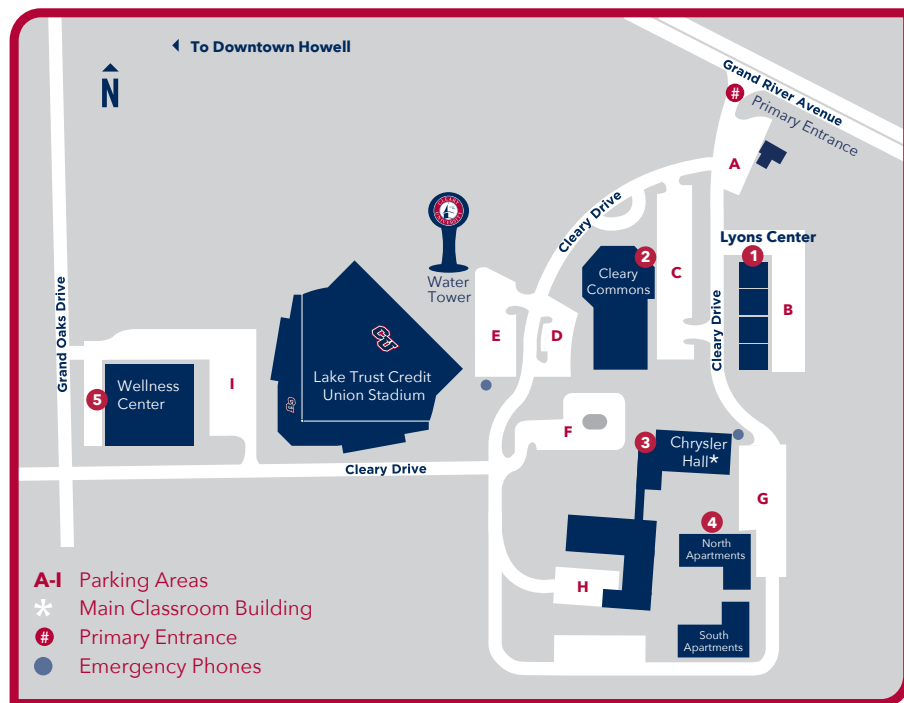 To Downtown Howell
N
Grand River Avenue
#
Primary Entrance
A
Cleary Drive
Lyons Center
1
2
Cleary
Commons
C
B
Water
Tower
Grand Oaks Drive
Cleary Drive
E
D
CU
Lake Trust Credit
Union Stadium
Wellness
Center
I
5
CU
F
3
Chrysler
Hall*
Cleary Drive
G
4
North
Apartments
H
South
Apartments
A-I Parking Areas
* Main Classroom Building
# Primary Entrance
Emergency Phones